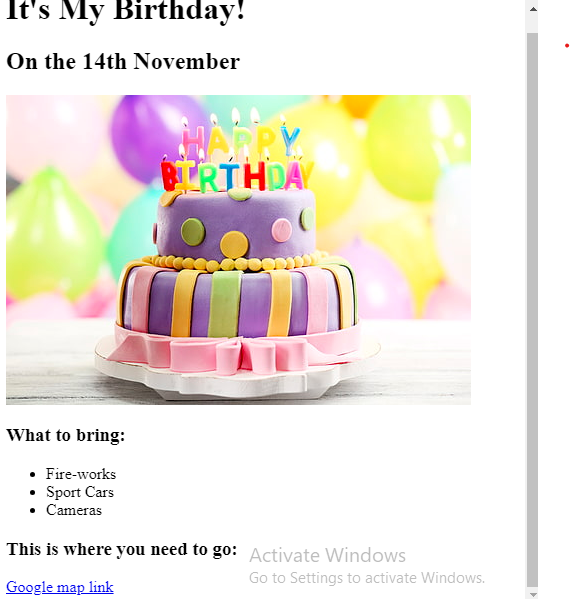 It's My Birthday!
On the 14th November
HAPPY
BIRTHDAY
What to bring:
Fire-works
Sport Cars
Cameras
This is where you need to go:
Activate Windows
Go to Settings to activate Windows.
Google map link